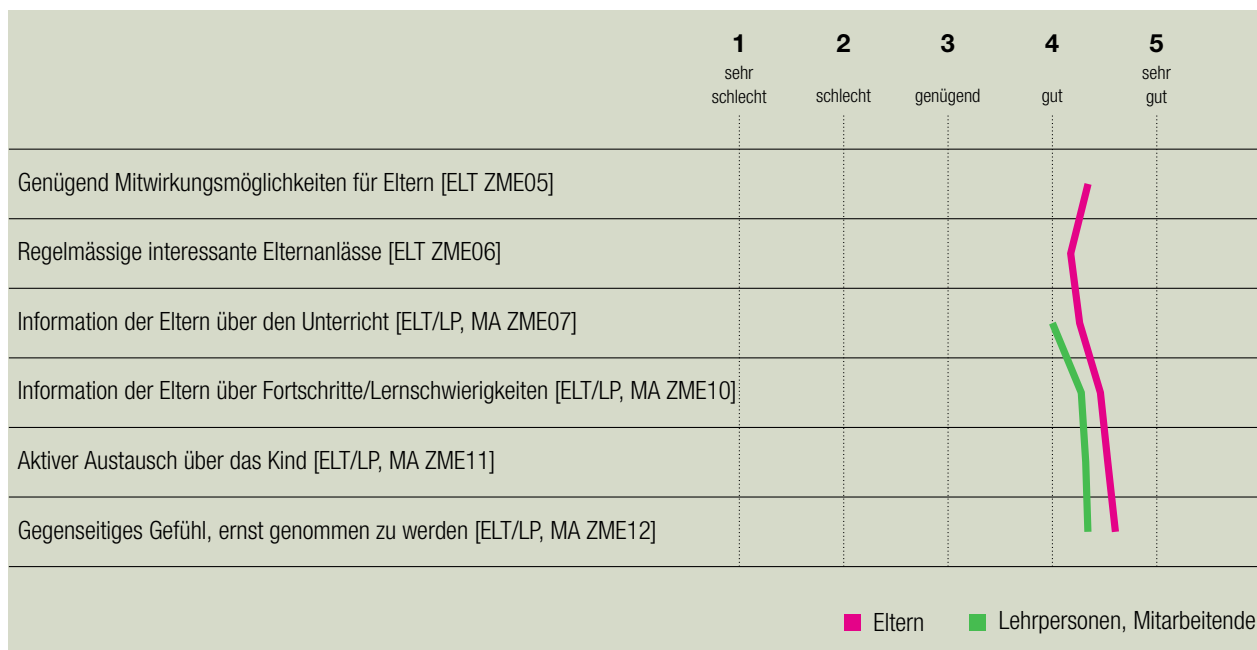 1 2 3 4 5
sehr sehr
schlecht schlecht genügend gut gut
Genügend Mitwirkungsmöglichkeiten für Eltern [ELT ZME05]
Regelmässige interessante Elternanlässe [ELT ZME06]
Information der Eltern über den Unterricht [ELT/LP, MA ZME07]
Information der Eltern über Fortschritte/Lernschwierigkeiten [ELT/LP, MA ZME10]
Aktiver Austausch über das Kind [ELT/LP, MA ZME11]
Gegenseitiges Gefühl, ernst genommen zu werden [ELT/LP, MA ZME12]
Eltern Lehrpersonen, Mitarbeitende